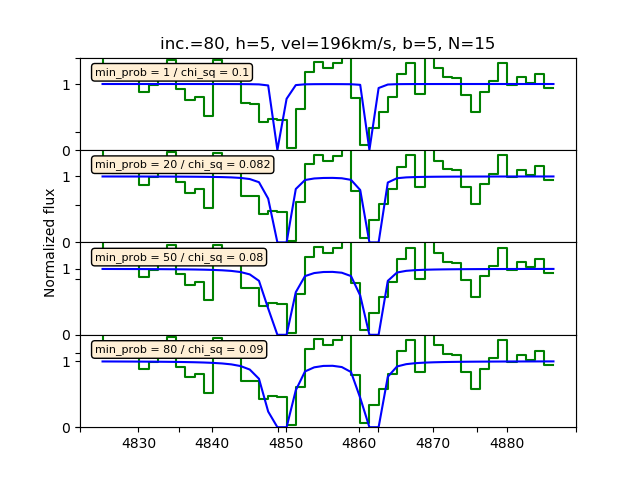 inc.=80, h=5, vel=196km/s, b=5, N=15
min_prob = 1 / chi_sq = 0.1
1
0
min_prob = 20 / chi_sq = 0.082
1
0
Normalized flux
min_prob = 50 / chi_sq = 0.08
1
0
min_prob = 80 / chi_sq = 0.09
1
0
4830 4840 4850 4860 4870 4880